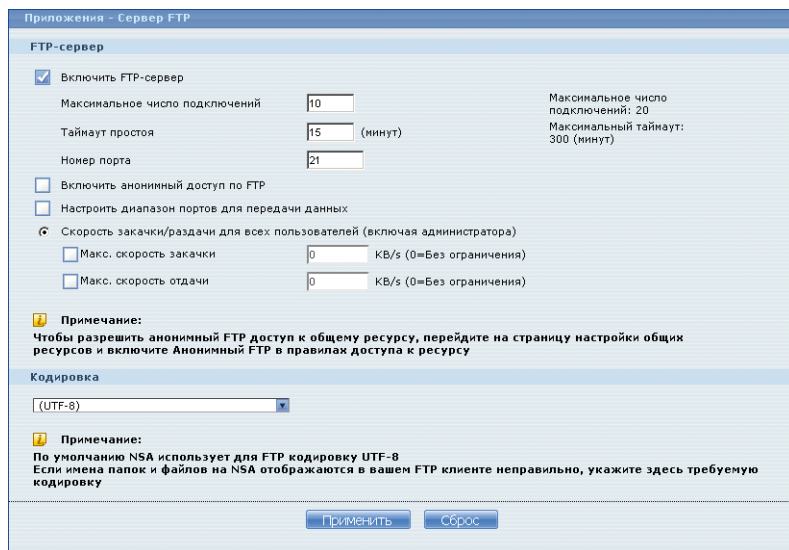 Приложения - Сервер FTP
FTP-сервер
Включить FTP-сервер
Максимальное число подключений 10 Максимальное число
подключений: 20
Таймаут простоя 15 (минут) Максимальный таймаут:
300 (минут)
Номер порта 21
Включить анонимный доступ по FTP
Настроить диапазон портов для передачи данных
Скорость закачки/раздачи для всех пользователей (включая администратора)
Макс. скорость закачки 0 KB/s (0=Без ограничения)
Макс. скорость отдачи 0 KB/s (0=Без ограничения)
Примечание:
Чтобы разрешить анонимный FTP доступ к общему ресурсу, перейдите на страницу настройки общих
ресурсов и включите Анонимный FTP в правилах доступа к ресурсу
Кодировка
(UTF-8)
Примечание:
По умолчанию NSA использует для FTP кодировку UTF-8
Если имена папок и файлов на NSA отображаются в вашем FTP клиенте неправильно, укажите здесь требуемую
кодировку
Применить Сброс